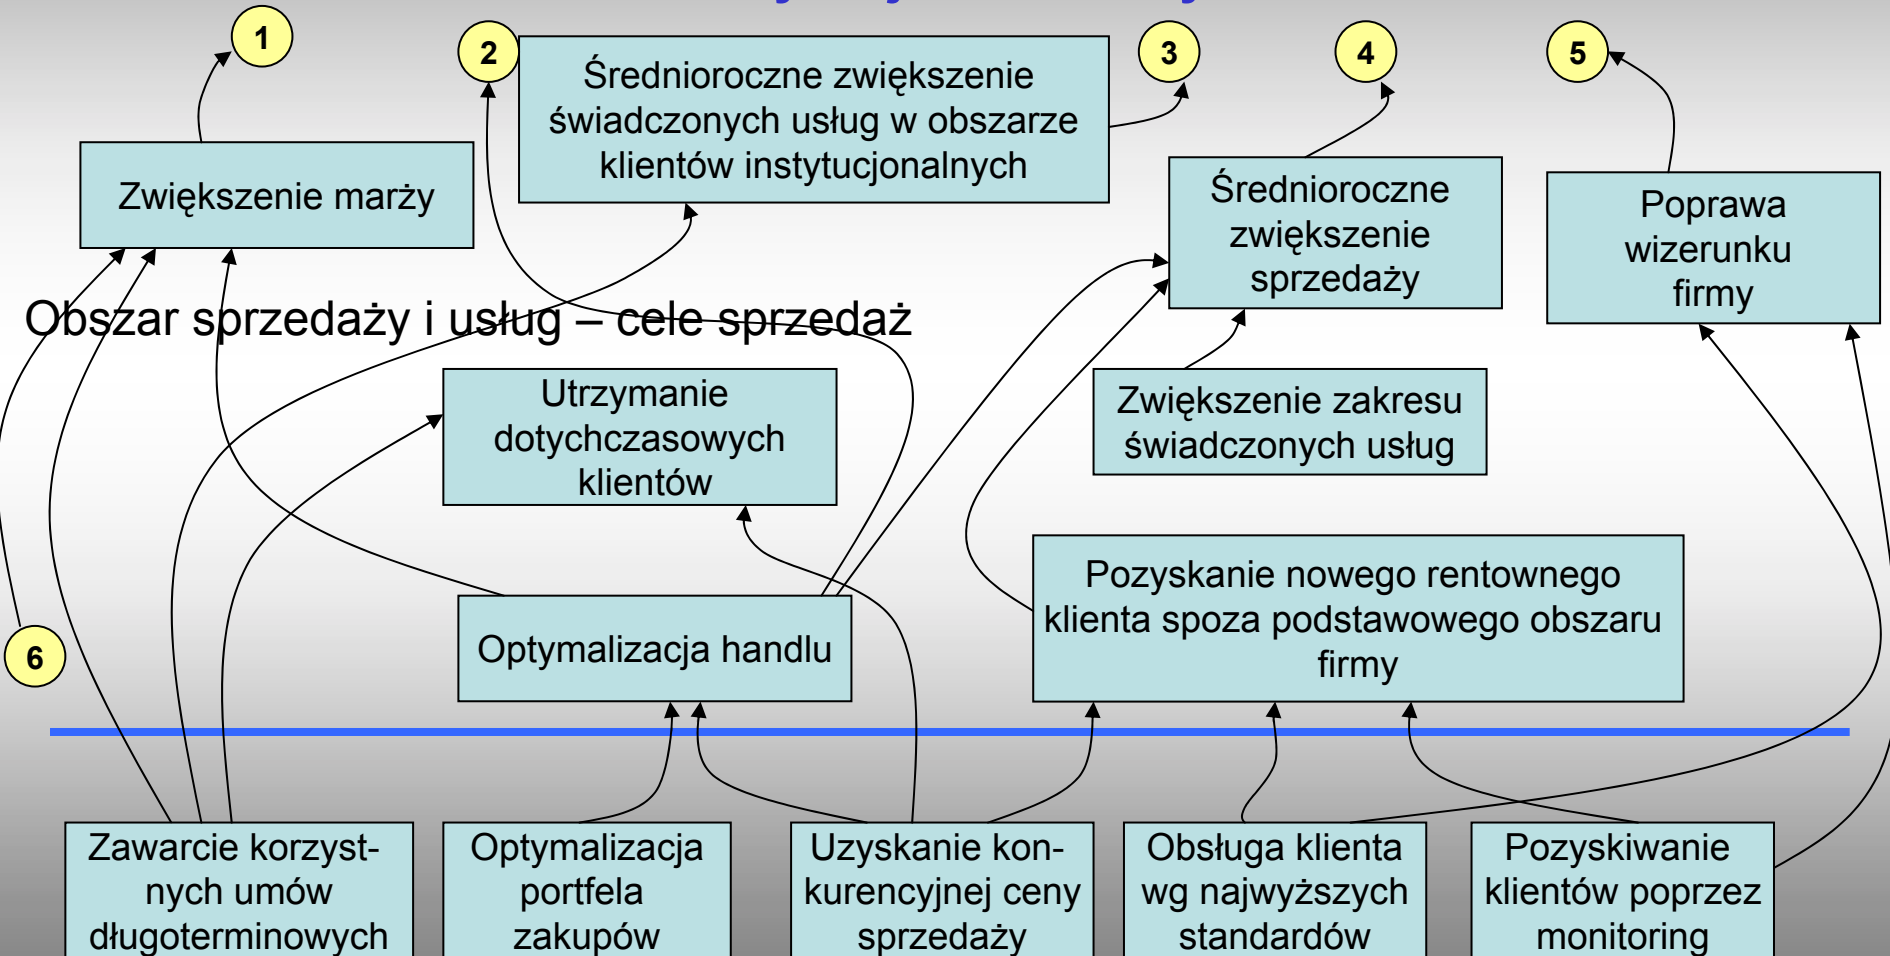 1
2
3
4
5
Średnioroczne zwiększenie
świadczonych usług w obszarze
klientów instytucjonalnych
Zwiększenie marży
Średnioroczne
zwiększenie
sprzedaży
Poprawa
wizerunku
firmy
Obszar sprzedaży i usług – cele sprzedaż
Utrzymanie
dotychczasowych
klientów
Zwiększenie zakresu
świadczonych usług
Optymalizacja handlu
Pozyskanie nowego rentownego
klienta spoza podstawowego obszaru
firmy
6
Zawarcie korzyst-
nych umów
długoterminowych
Optymalizacja
portfela
zakupów
Uzyskanie kon-
kurencyjnej ceny
sprzedaży
Obsługa klienta
wg najwyższych
standardów
Pozyskiwanie
klientów poprzez
monitoring